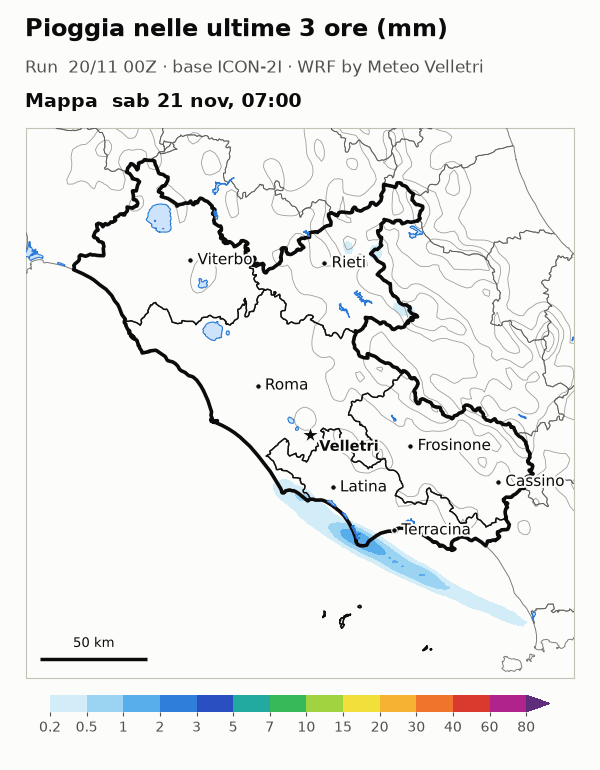 Pioggia nelle ultime 3 ore (mm)
Run 20/11 00Z · base ICON-2I · WRF by Meteo Velletri
Mappa sab 21 nov, 07:00
Viterbo
Rieti
Roma
Velletri
Frosinone
Cassino
Latina
Terracina
50 km
0.2 0.5 1 2 3 5 7 10 15 20 30 40 60 80